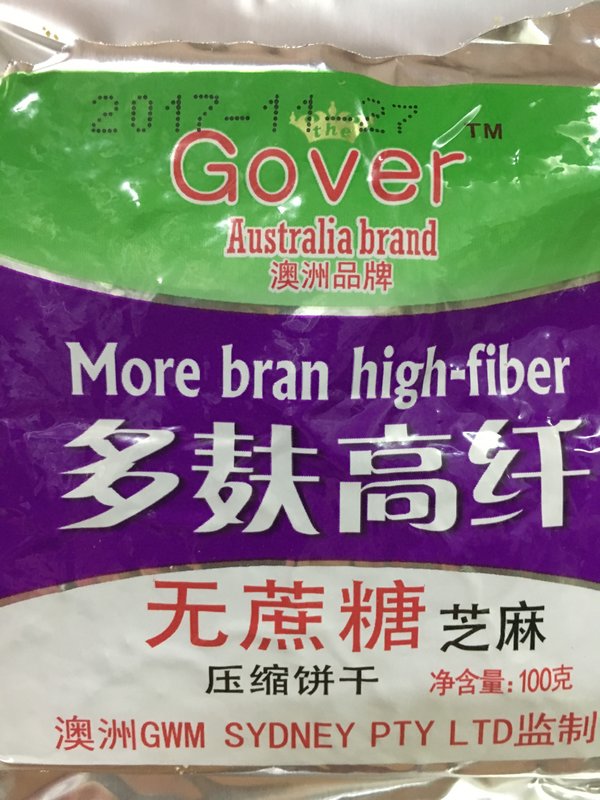 2017-11-27
the
Gover TM
Australia brand
澳洲品牌
More bran high-fiber
多麸高纤
无蔗糖 芝麻
压缩饼干 净含量:100克
澳洲GWM SYDNEY PTY LTD监制